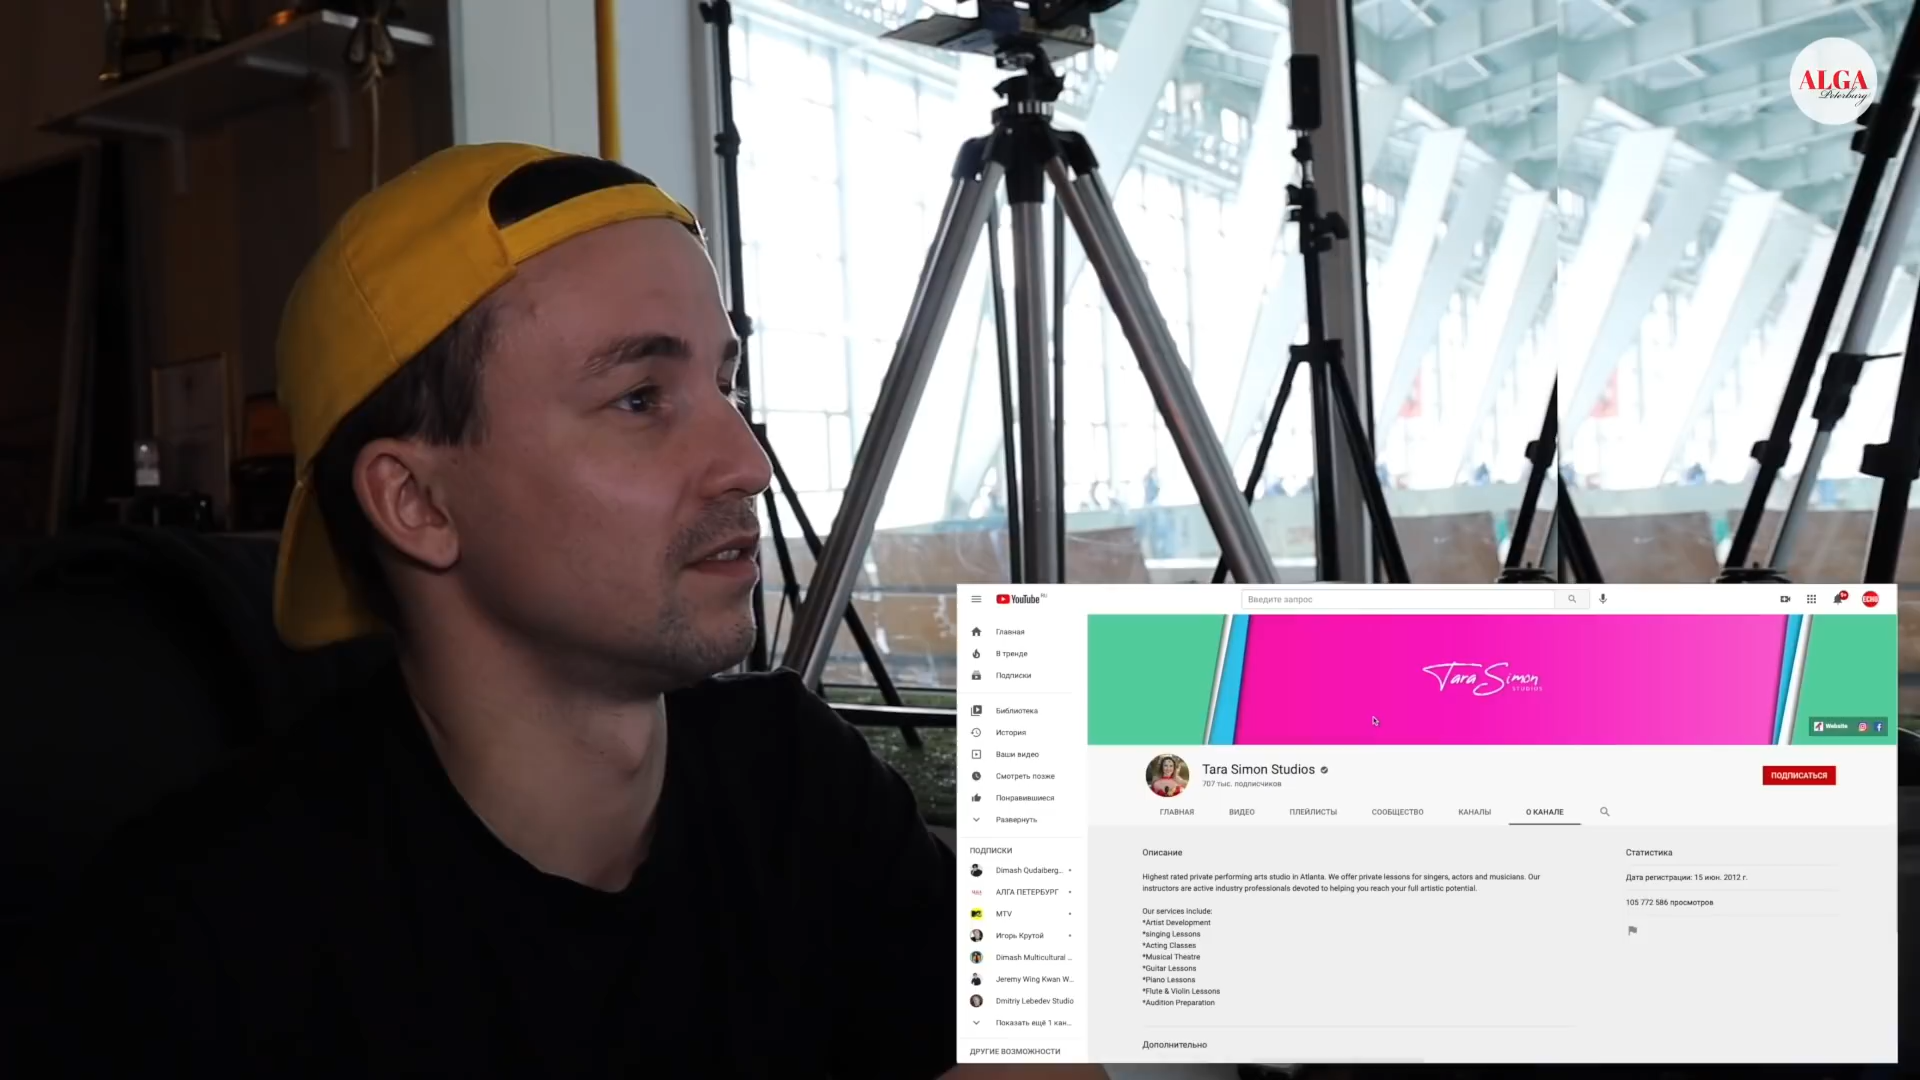 ALGA
Peterburg
YouTube RU
Введите запрос
9+
ECHO
Главная
В тренде
Подписки
Библиотека
История
Ваши видео
Смотреть позже
Понравившиеся
Развернуть
ПОДПИСКИ
Dimash Qudaiberg...
АЛГА ПЕТЕРБУРГ
MTV
Игорь Крутой
Dimash Multicultural ...
Jeremy Wing Kwan W...
Dmitriy Lebedev Studio
Показать ещё 1 кан...
ДРУГИЕ ВОЗМОЖНОСТИ
Tara Simon
STUDIOS
Website
Tara Simon Studios
707 тыс. подписчиков
ПОДПИСАТЬСЯ
ГЛАВНАЯ ВИДЕО ПЛЕЙЛИСТЫ СООБЩЕСТВО КАНАЛЫ О КАНАЛЕ
Описание
Highest rated private performing arts studio in Atlanta. We offer private lessons for singers, actors and musicians. Our
instructors are active industry professionals devoted to helping you reach your full artistic potential.
Our services include:
*Artist Development
*singing Lessons
*Acting Classes
*Musical Theatre
*Guitar Lessons
*Piano Lessons
*Flute & Violin Lessons
*Audition Preparation
Дополнительно
Статистика
Дата регистрации: 15 июн. 2012 г.
105 772 586 просмотров